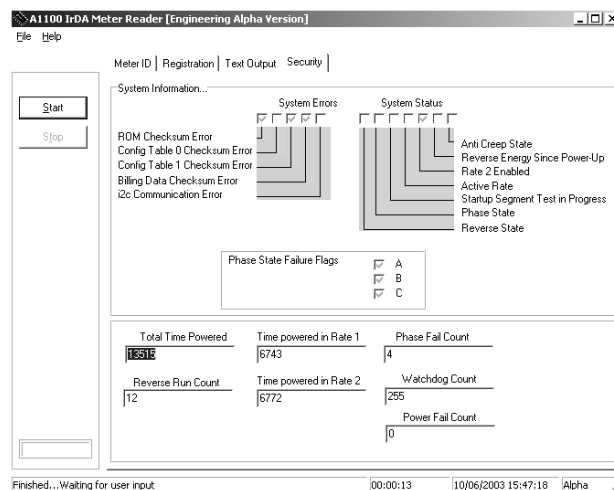 A1100 IrDA Meter Reader [Engineering Alpha Version]
File Help
Meter ID Registration Text Output Security
Start
Stop
System Information...
System Errors System Status
ROM Checksum Error
Config Table 0 Checksum Error
Config Table 1 Checksum Error
Billing Data Checksum Error
i2c Communication Error
Anti Creep State
Reverse Energy Since Power-Up
Rate 2 Enabled
Active Rate
Startup Segment Test in Progress
Phase State
Reverse State
Phase State Failure Flags
A
B
C
Total Time Powered Time powered in Rate 1 Phase Fail Count
13515 6743 4
Reverse Run Count Time powered in Rate 2 Watchdog Count
12 6772 255
Power Fail Count
0
Finished...Waiting for user input 00:00:13 10/06/2003 15:47:18 Alpha